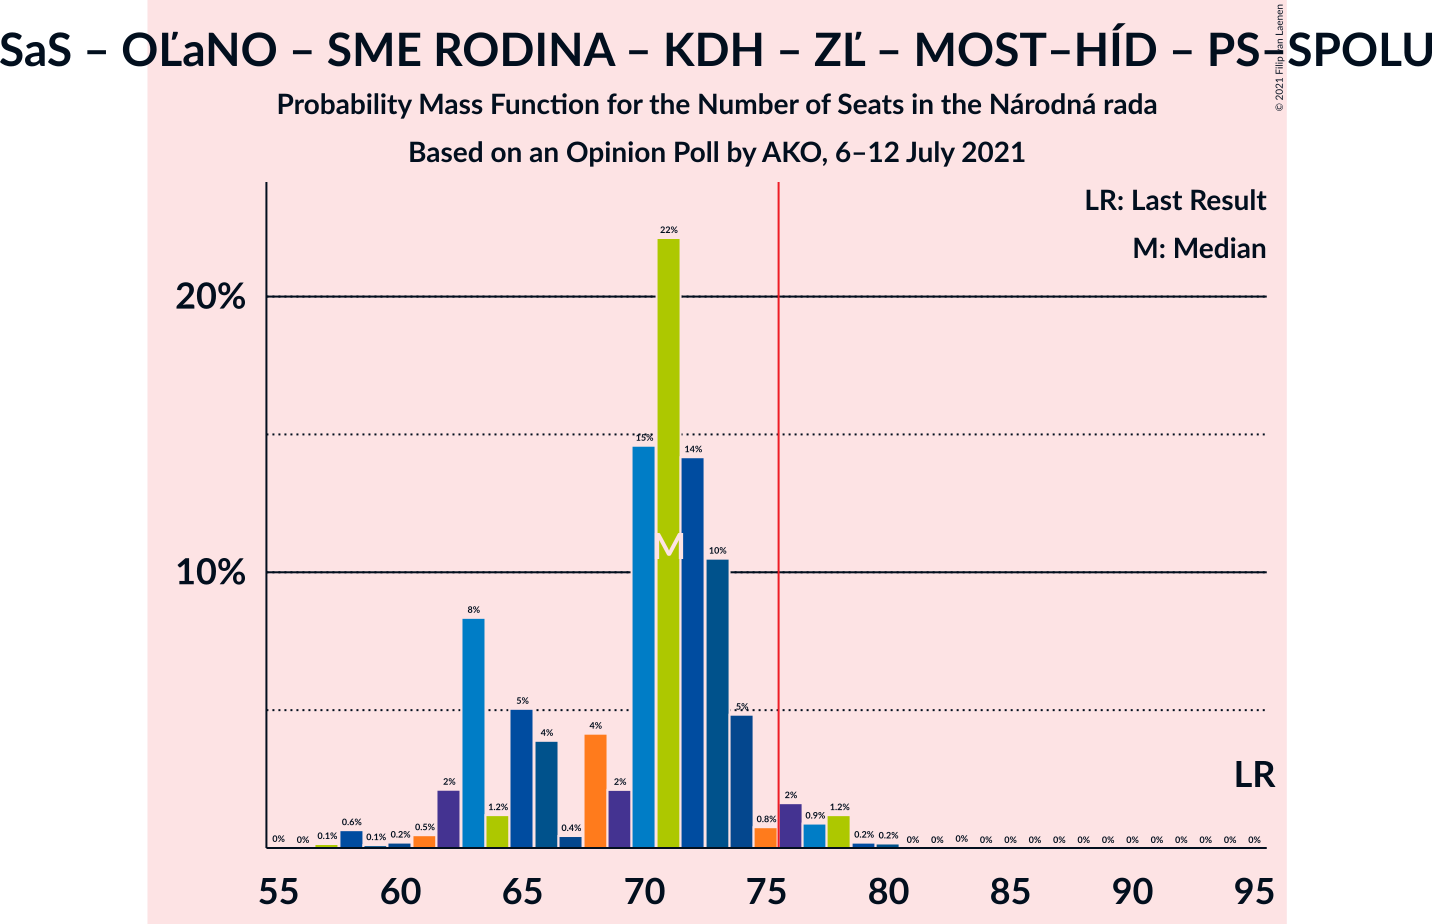 SaS – OĽaNO – SME RODINA – KDH – ZĽ – MOST–HÍD – PS–SPOLU
© 2021 Filip van Laenen
Probability Mass Function for the Number of Seats in the Národná rada
Based on an Opinion Poll by AKO, 6–12 July 2021
LR: Last Result
M: Median
20%
10%
0% 0% 0.1% 0.6% 0.1% 0.2% 0.5% 2% 8% 1.2% 5% 4% 0.4% 4% 2% 15% 22% 14% 10% 5% 0.8% 2% 0.9% 1.2% 0.2% 0.2% 0% 0% 0% 0% 0% 0% 0% 0% 0% 0% 0% 0% 0% 0% 0%
M
LR
55 60 65 70 75 80 85 90 95